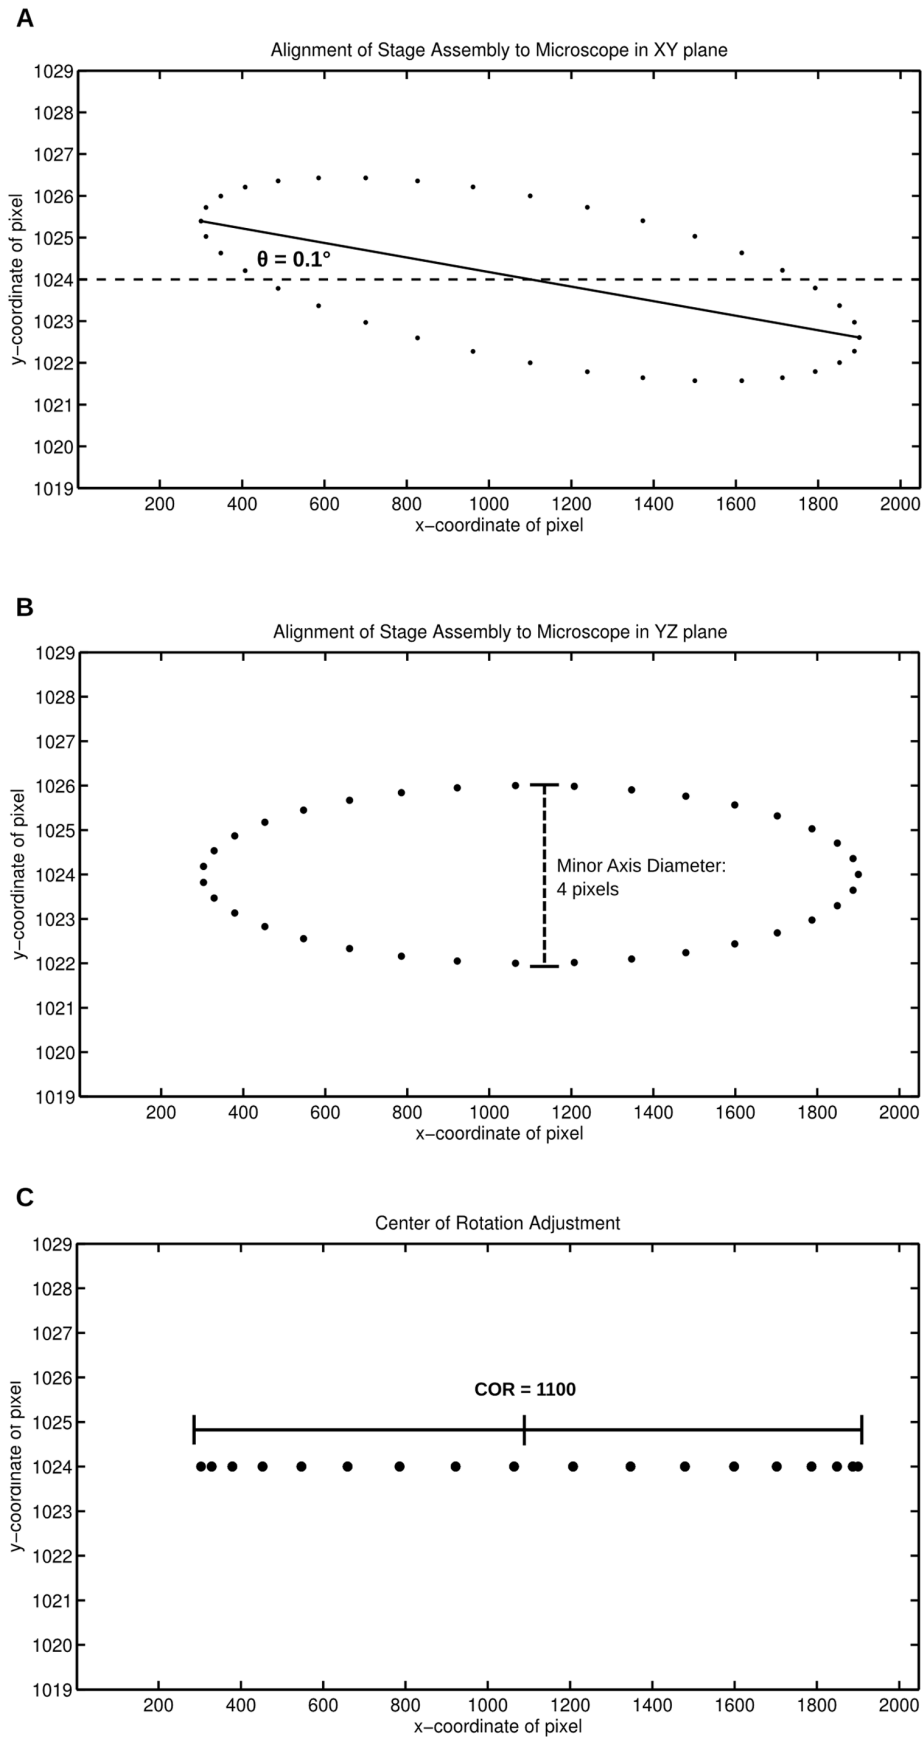 A
Alignment of Stage Assembly to Microscope in XY plane
1029
1028
1027
1026
1025
1024
1023
1022
1021
1020
1019
y−coordinate of pixel
θ = 0.1°
200 400 600 800 1000 1200 1400 1600 1800 2000
x−coordinate of pixel
B
Alignment of Stage Assembly to Microscope in YZ plane
1029
1028
1027
1026
1025
1024
1023
1022
1021
1020
1019
y−coordinate of pixel
Minor Axis Diameter:
4 pixels
200 400 600 800 1000 1200 1400 1600 1800 2000
x−coordinate of pixel
C
Center of Rotation Adjustment
1029
1028
1027
1026
1025
1024
1023
1022
1021
1020
1019
y−coordinate of pixel
COR = 1100
200 400 600 800 1000 1200 1400 1600 1800 2000
x−coordinate of pixel